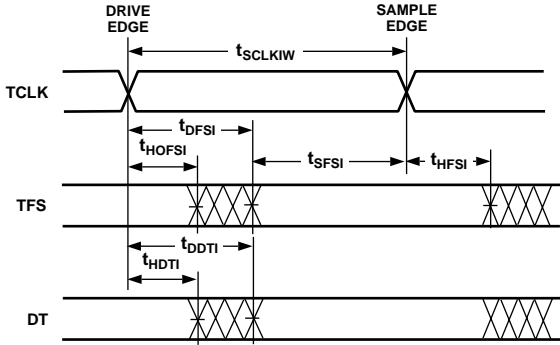 DRIVE
EDGE
SAMPLE
EDGE
tSCLKIW
TCLK
tDFSI
tHOFSI
tSFSI
tHFSI
TFS
tDDTI
tHDTI
DT